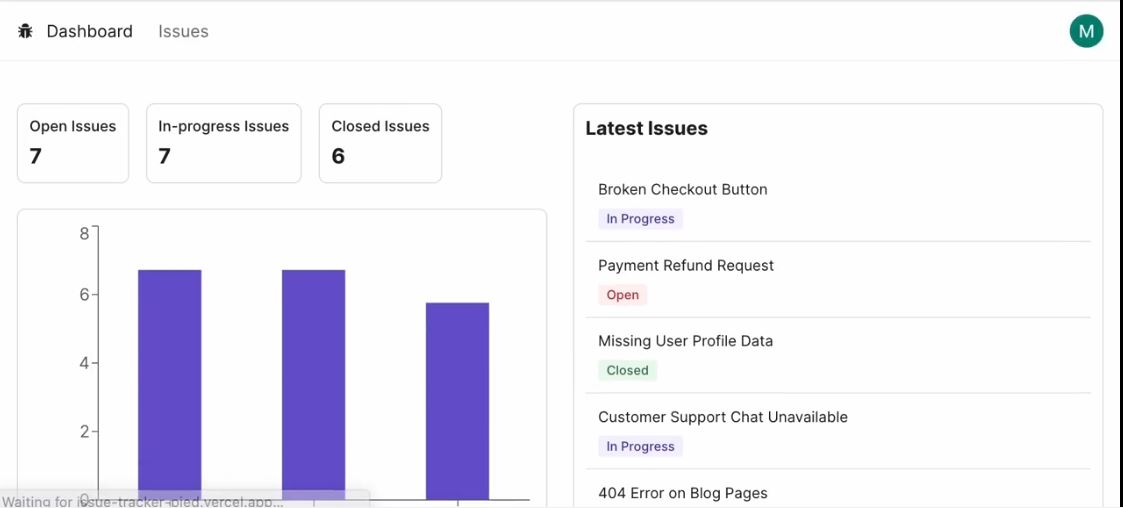 Dashboard Issues M
Open Issues
7
In-progress Issues
7
Closed Issues
6
8
6
4
2
0
Latest Issues
Broken Checkout Button
In Progress
Payment Refund Request
Open
Missing User Profile Data
Closed
Customer Support Chat Unavailable
In Progress
404 Error on Blog Pages
Waiting for issue-tracker-pied.vercel.app...